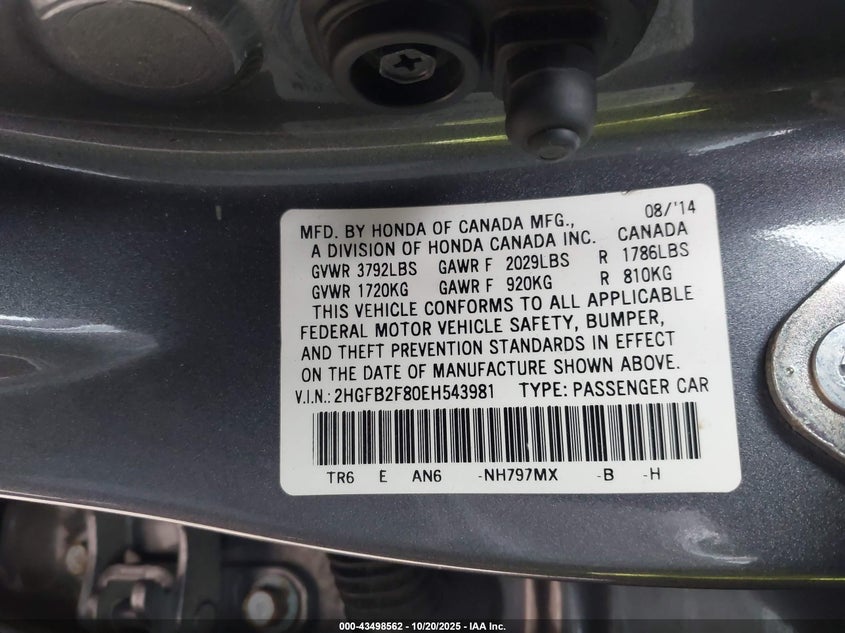 08/'14
MFD. BY HONDA OF CANADA MFG.,
A DIVISION OF HONDA CANADA INC. CANADA
GVWR 3792LBS GAWR F 2029LBS R 1786LBS
GVWR 1720KG GAWR F 920KG R 810KG
THIS VEHICLE CONFORMS TO ALL APPLICABLE
FEDERAL MOTOR VEHICLE SAFETY, BUMPER,
AND THEFT PREVENTION STANDARDS IN EFFECT
ON THE DATE OF MANUFACTURE SHOWN ABOVE.
V.I.N.: 2HGFB2F80EH543981 TYPE: PASSENGER CAR
TR6 E AN6 -NH797MX -B -H
000-43498562 - 10/20/2025 - IAA Inc.